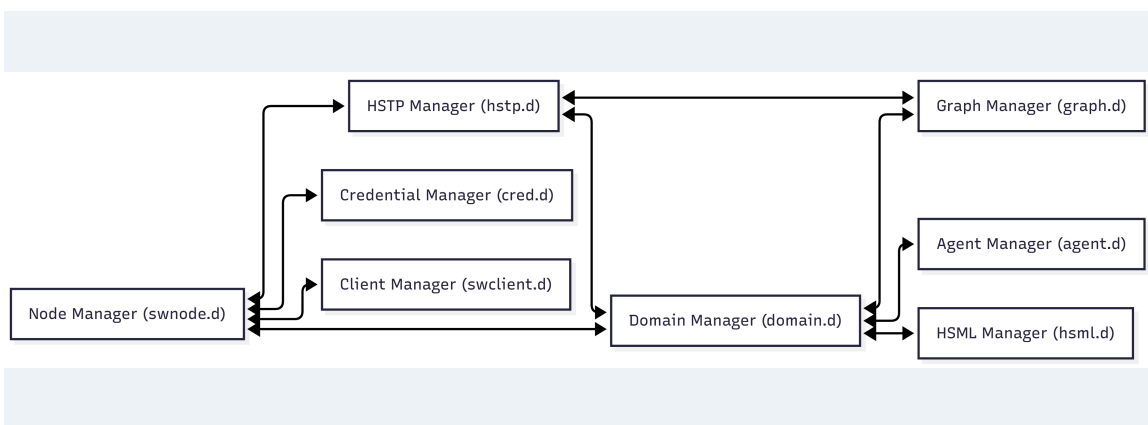 HSTP Manager (hstp.d)
Graph Manager (graph.d)
Credential Manager (cred.d)
Agent Manager (agent.d)
Client Manager (swclient.d)
Node Manager (swnode.d)
Domain Manager (domain.d)
HSML Manager (hsml.d)